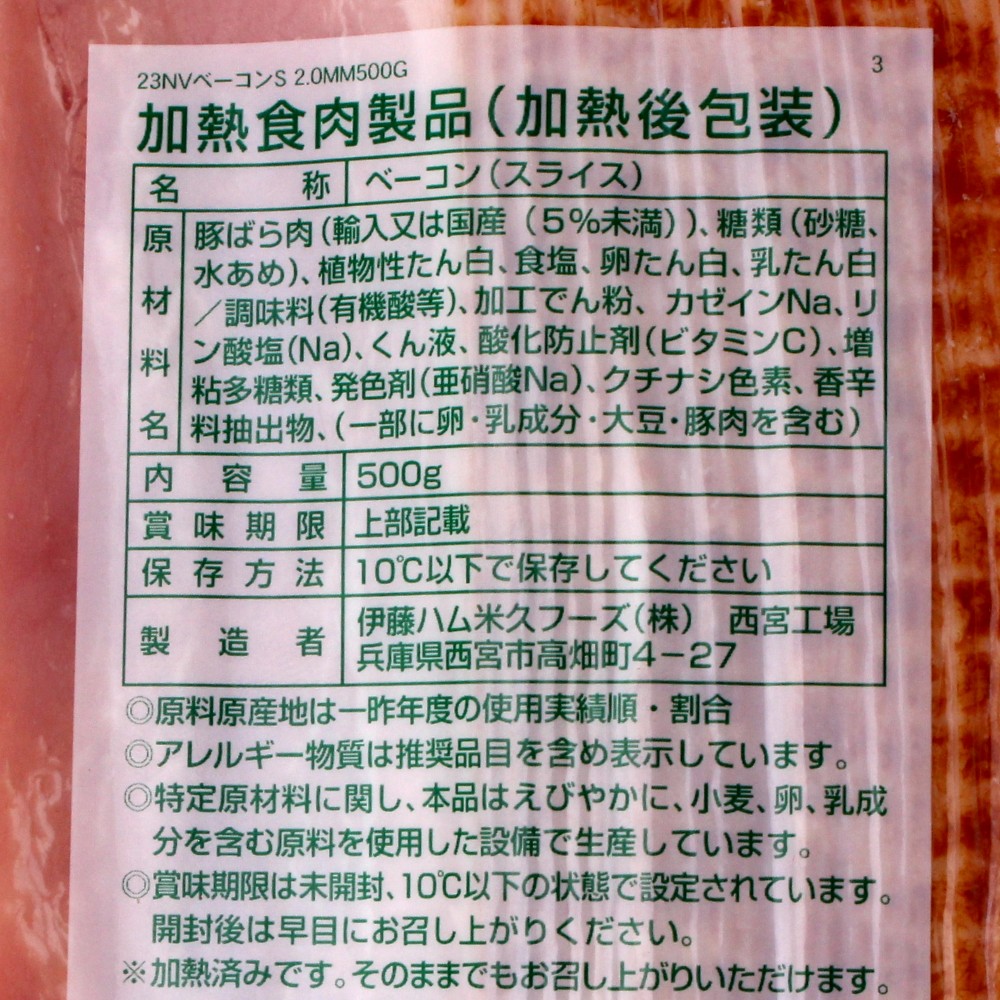 23NVベーコンS 2.0MM500G
3
加熱食肉製品(加熱後包装)
名称 ベーコン(スライス)
原材料名
豚ばら肉(輸入又は国産(5%未満))、糖類(砂糖、
水あめ)、植物性たん白、食塩、卵たん白、乳たん白
/調味料(有機酸等)、加工でん粉、カゼインNa、リ
ン酸塩(Na)、くん液、酸化防止剤(ビタミンC)、増
粘多糖類、発色剤(亜硝酸Na)、クチナシ色素、香辛
料抽出物、(一部に卵・乳成分・大豆・豚肉を含む)
内容量 500g
賞味期限 上部記載
保存方法 10℃以下で保存してください
製造者
伊藤ハム米久フーズ(株) 西宮工場
兵庫県西宮市高畑町4-27
◎原料原産地は一昨年度の使用実績順・割合
◎アレルギー物質は推奨品目を含め表示しています。
◎特定原材料に関し、本品はえびやかに、小麦、卵、乳成
分を含む原料を使用した設備で生産しています。
◎賞味期限は未開封、10℃以下の状態で設定されています。
開封後は早目にお召し上がりください。
※加熱済みです。そのままでもお召し上がりいただけます。